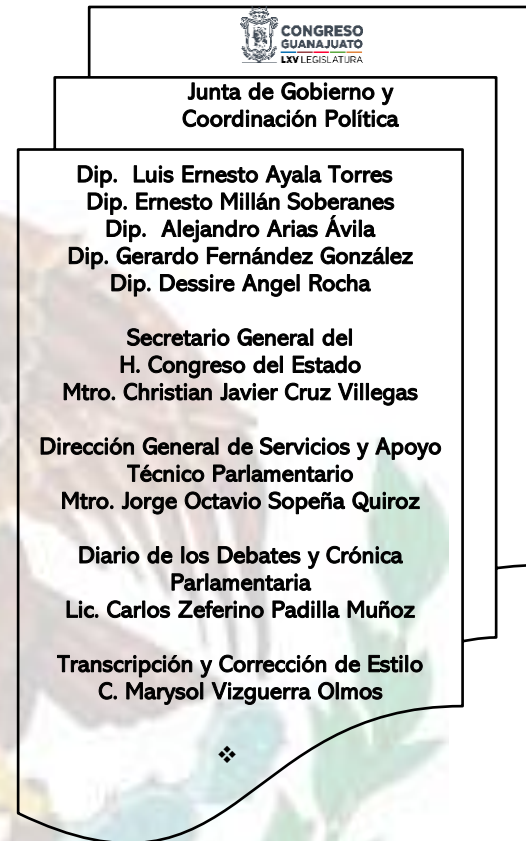 CONGRESO
GUANAJUATO
LXV LEGISLATURA
Junta de Gobierno y
Coordinación Política
Dip. Luis Ernesto Ayala Torres
Dip. Ernesto Millán Soberanes
Dip. Alejandro Arias Ávila
Dip. Gerardo Fernández González
Dip. Dessire Angel Rocha
Secretario General del
H. Congreso del Estado
Mtro. Christian Javier Cruz Villegas
Dirección General de Servicios y Apoyo
Técnico Parlamentario
Mtro. Jorge Octavio Sopeña Quiroz
Diario de los Debates y Crónica
Parlamentaria
Lic. Carlos Zeferino Padilla Muñoz
Transcripción y Corrección de Estilo
C. Marysol Vizguerra Olmos